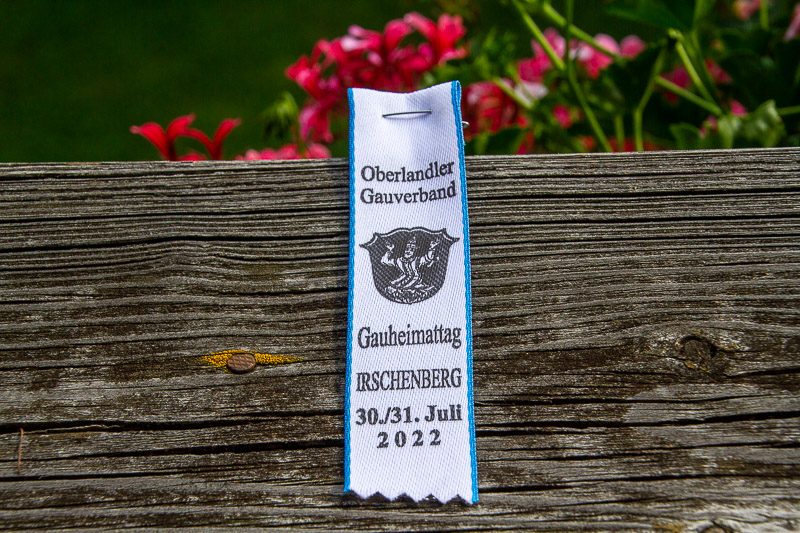 Oberlandler
Gauverband
Gauheimattag
IRSCHENBERG
30./31. Juli
2022